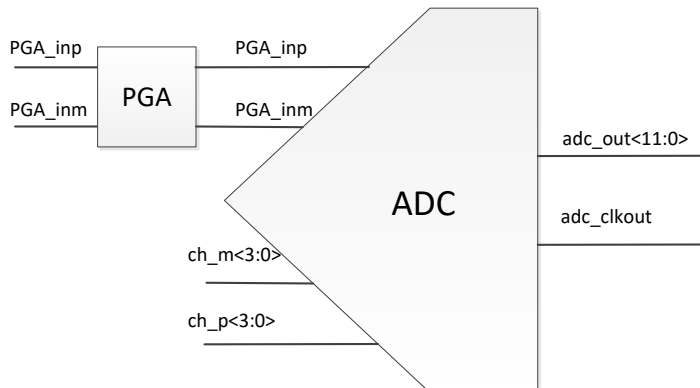 PGA_inp
PGA_inp
PGA
PGA_inm
PGA_inm
adc_out<11:0>
ADC
adc_clkout
ch_m<3:0>
ch_p<3:0>